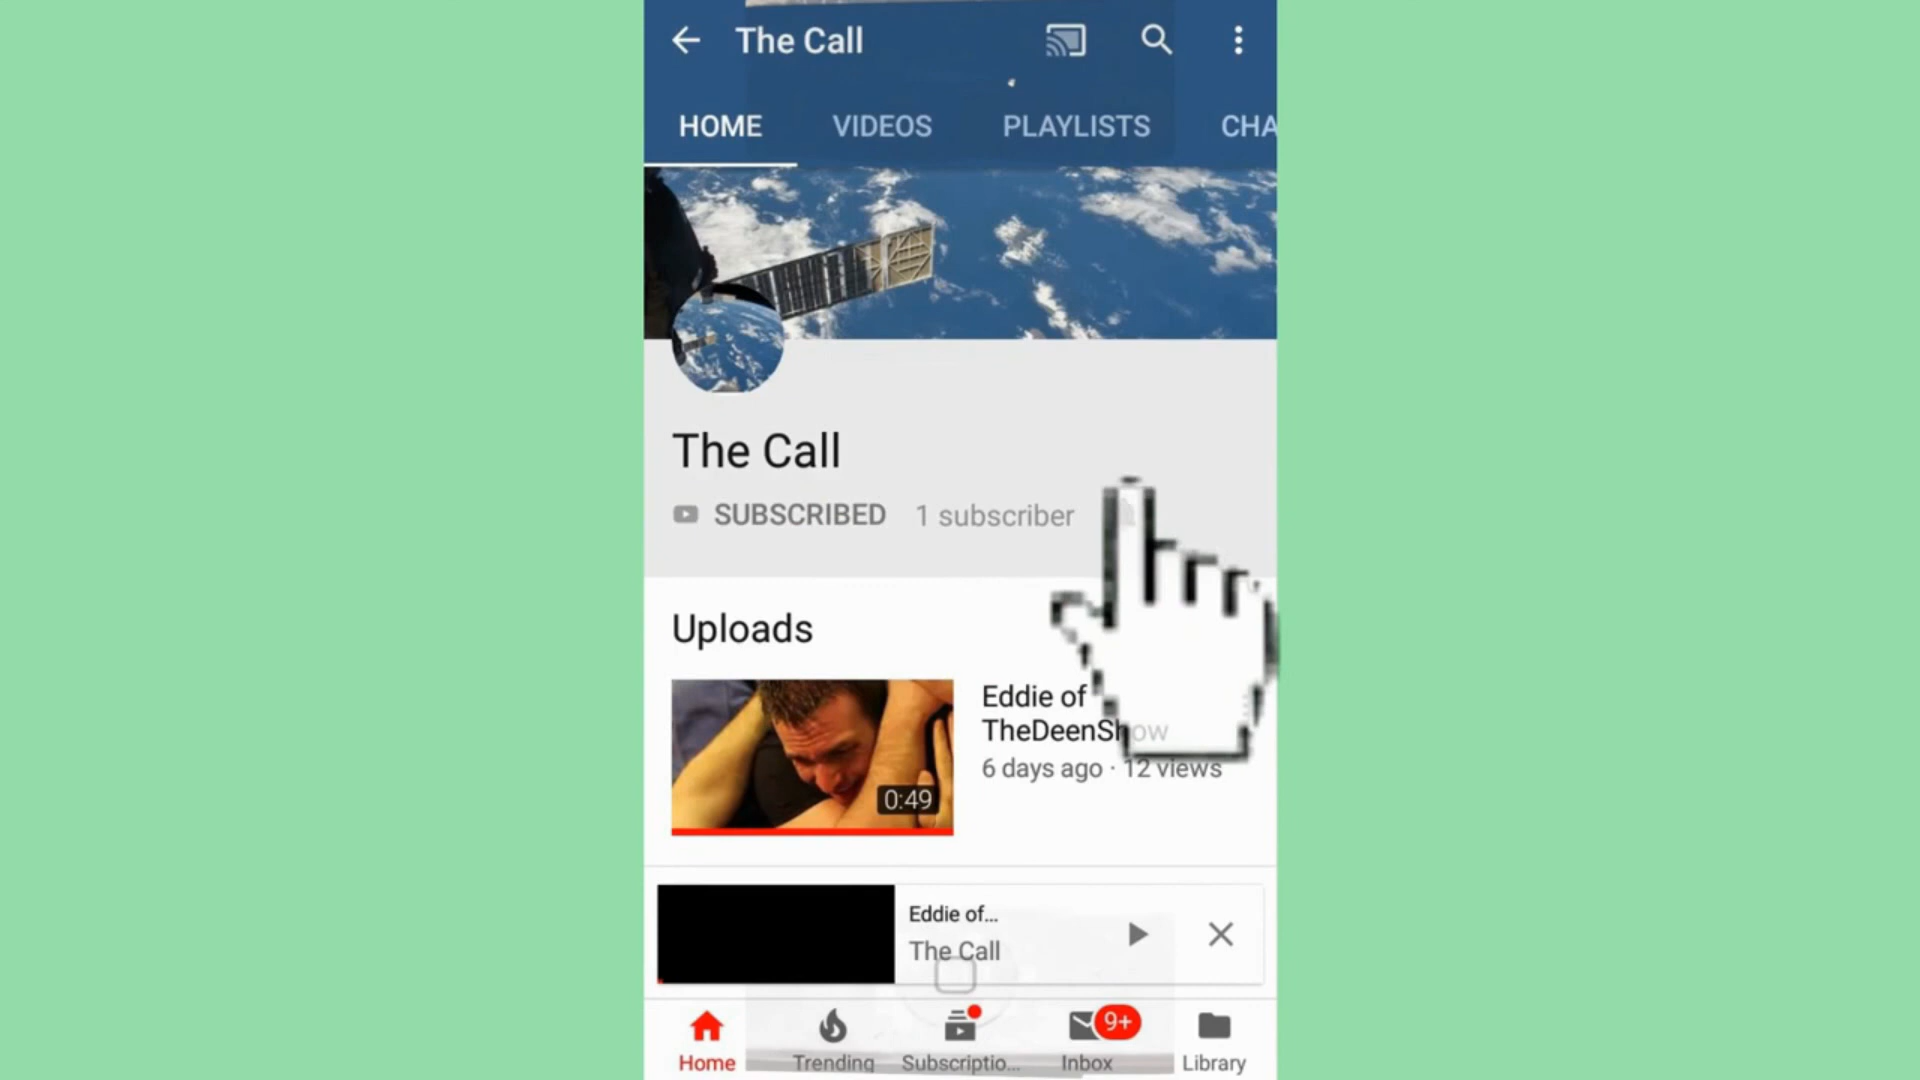 The Call
HOME VIDEOS PLAYLISTS CHA
The Call
SUBSCRIBED 1 subscriber
Uploads
Eddie of
TheDeenShow
6 days ago · 12 views
0:49
Eddie of...
The Call
9+
Home Trending Subscriptio... Inbox Library